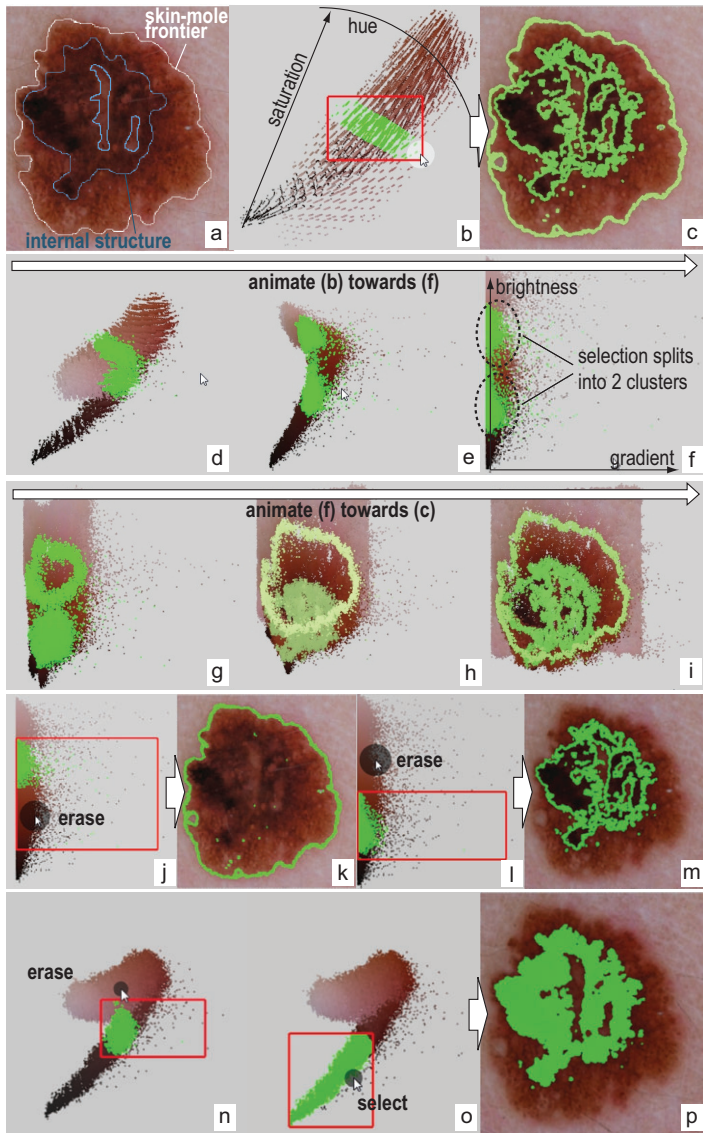 skin-mole
frontier
internal structure
a
hue
saturation
b
c
animate (b) towards (f)
d
e
brightness
selection splits
into 2 clusters
gradient
f
animate (f) towards (c)
g
h
i
erase
j
k
erase
l
m
erase
n
select
o
p